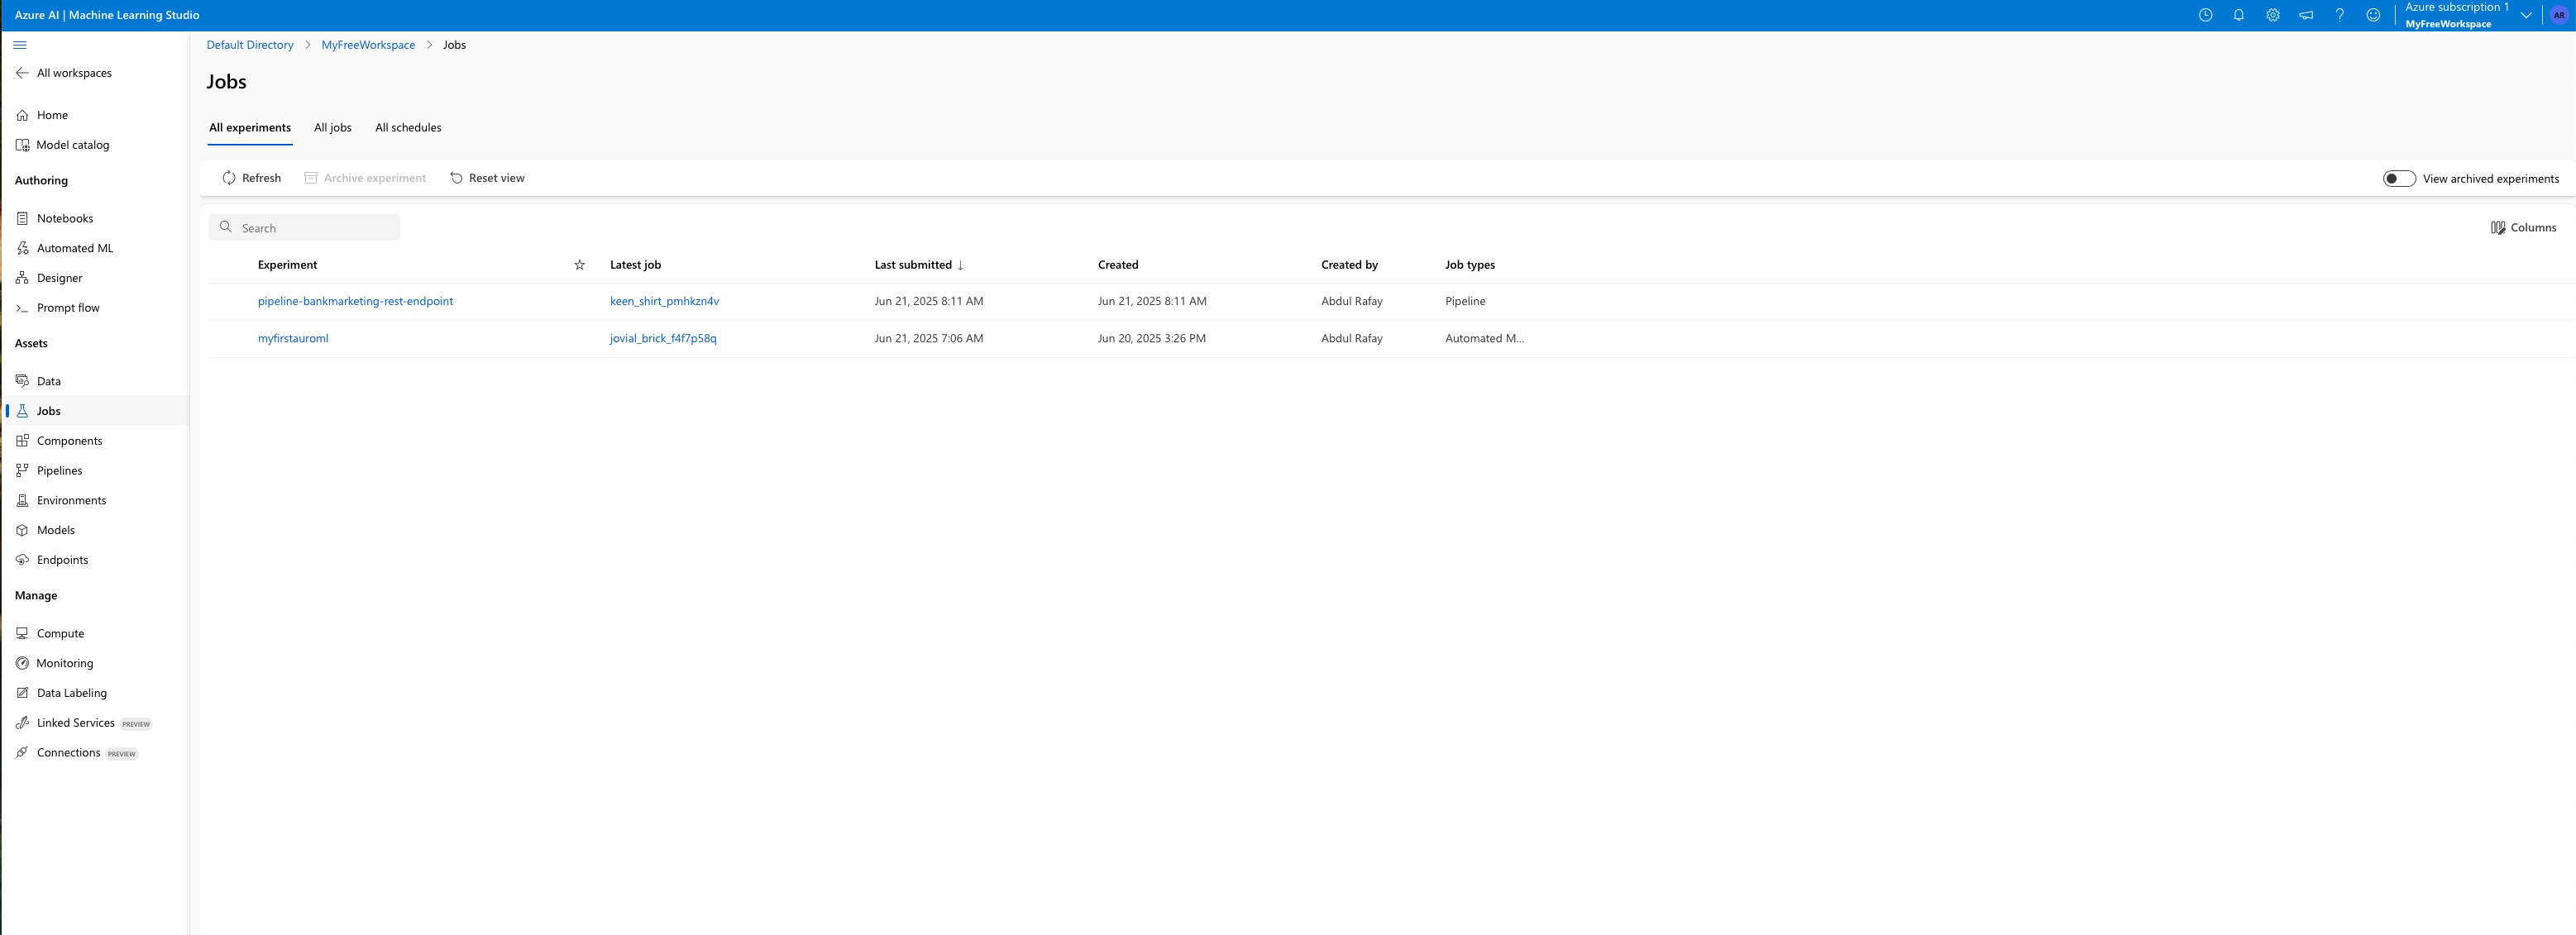 Azure AI | Machine Learning Studio
Azure subscription 1
MyFreeWorkspace
AR
All workspaces
Home
Model catalog
Authoring
Notebooks
Automated ML
Designer
Prompt flow
Assets
Data
Jobs
Components
Pipelines
Environments
Models
Endpoints
Manage
Compute
Monitoring
Data Labeling
Linked Services PREVIEW
Connections PREVIEW
Default Directory > MyFreeWorkspace > Jobs
Jobs
All experiments All jobs All schedules
Refresh Archive experiment Reset view View archived experiments
Search Columns
Experiment Latest job Last submitted ↓ Created Created by Job types
pipeline-bankmarketing-rest-endpoint keen_shirt_pmhkzn4v Jun 21, 2025 8:11 AM Jun 21, 2025 8:11 AM Abdul Rafay Pipeline
myfirstauroml jovial_brick_f4f7p58q Jun 21, 2025 7:06 AM Jun 20, 2025 3:26 PM Abdul Rafay Automated M...